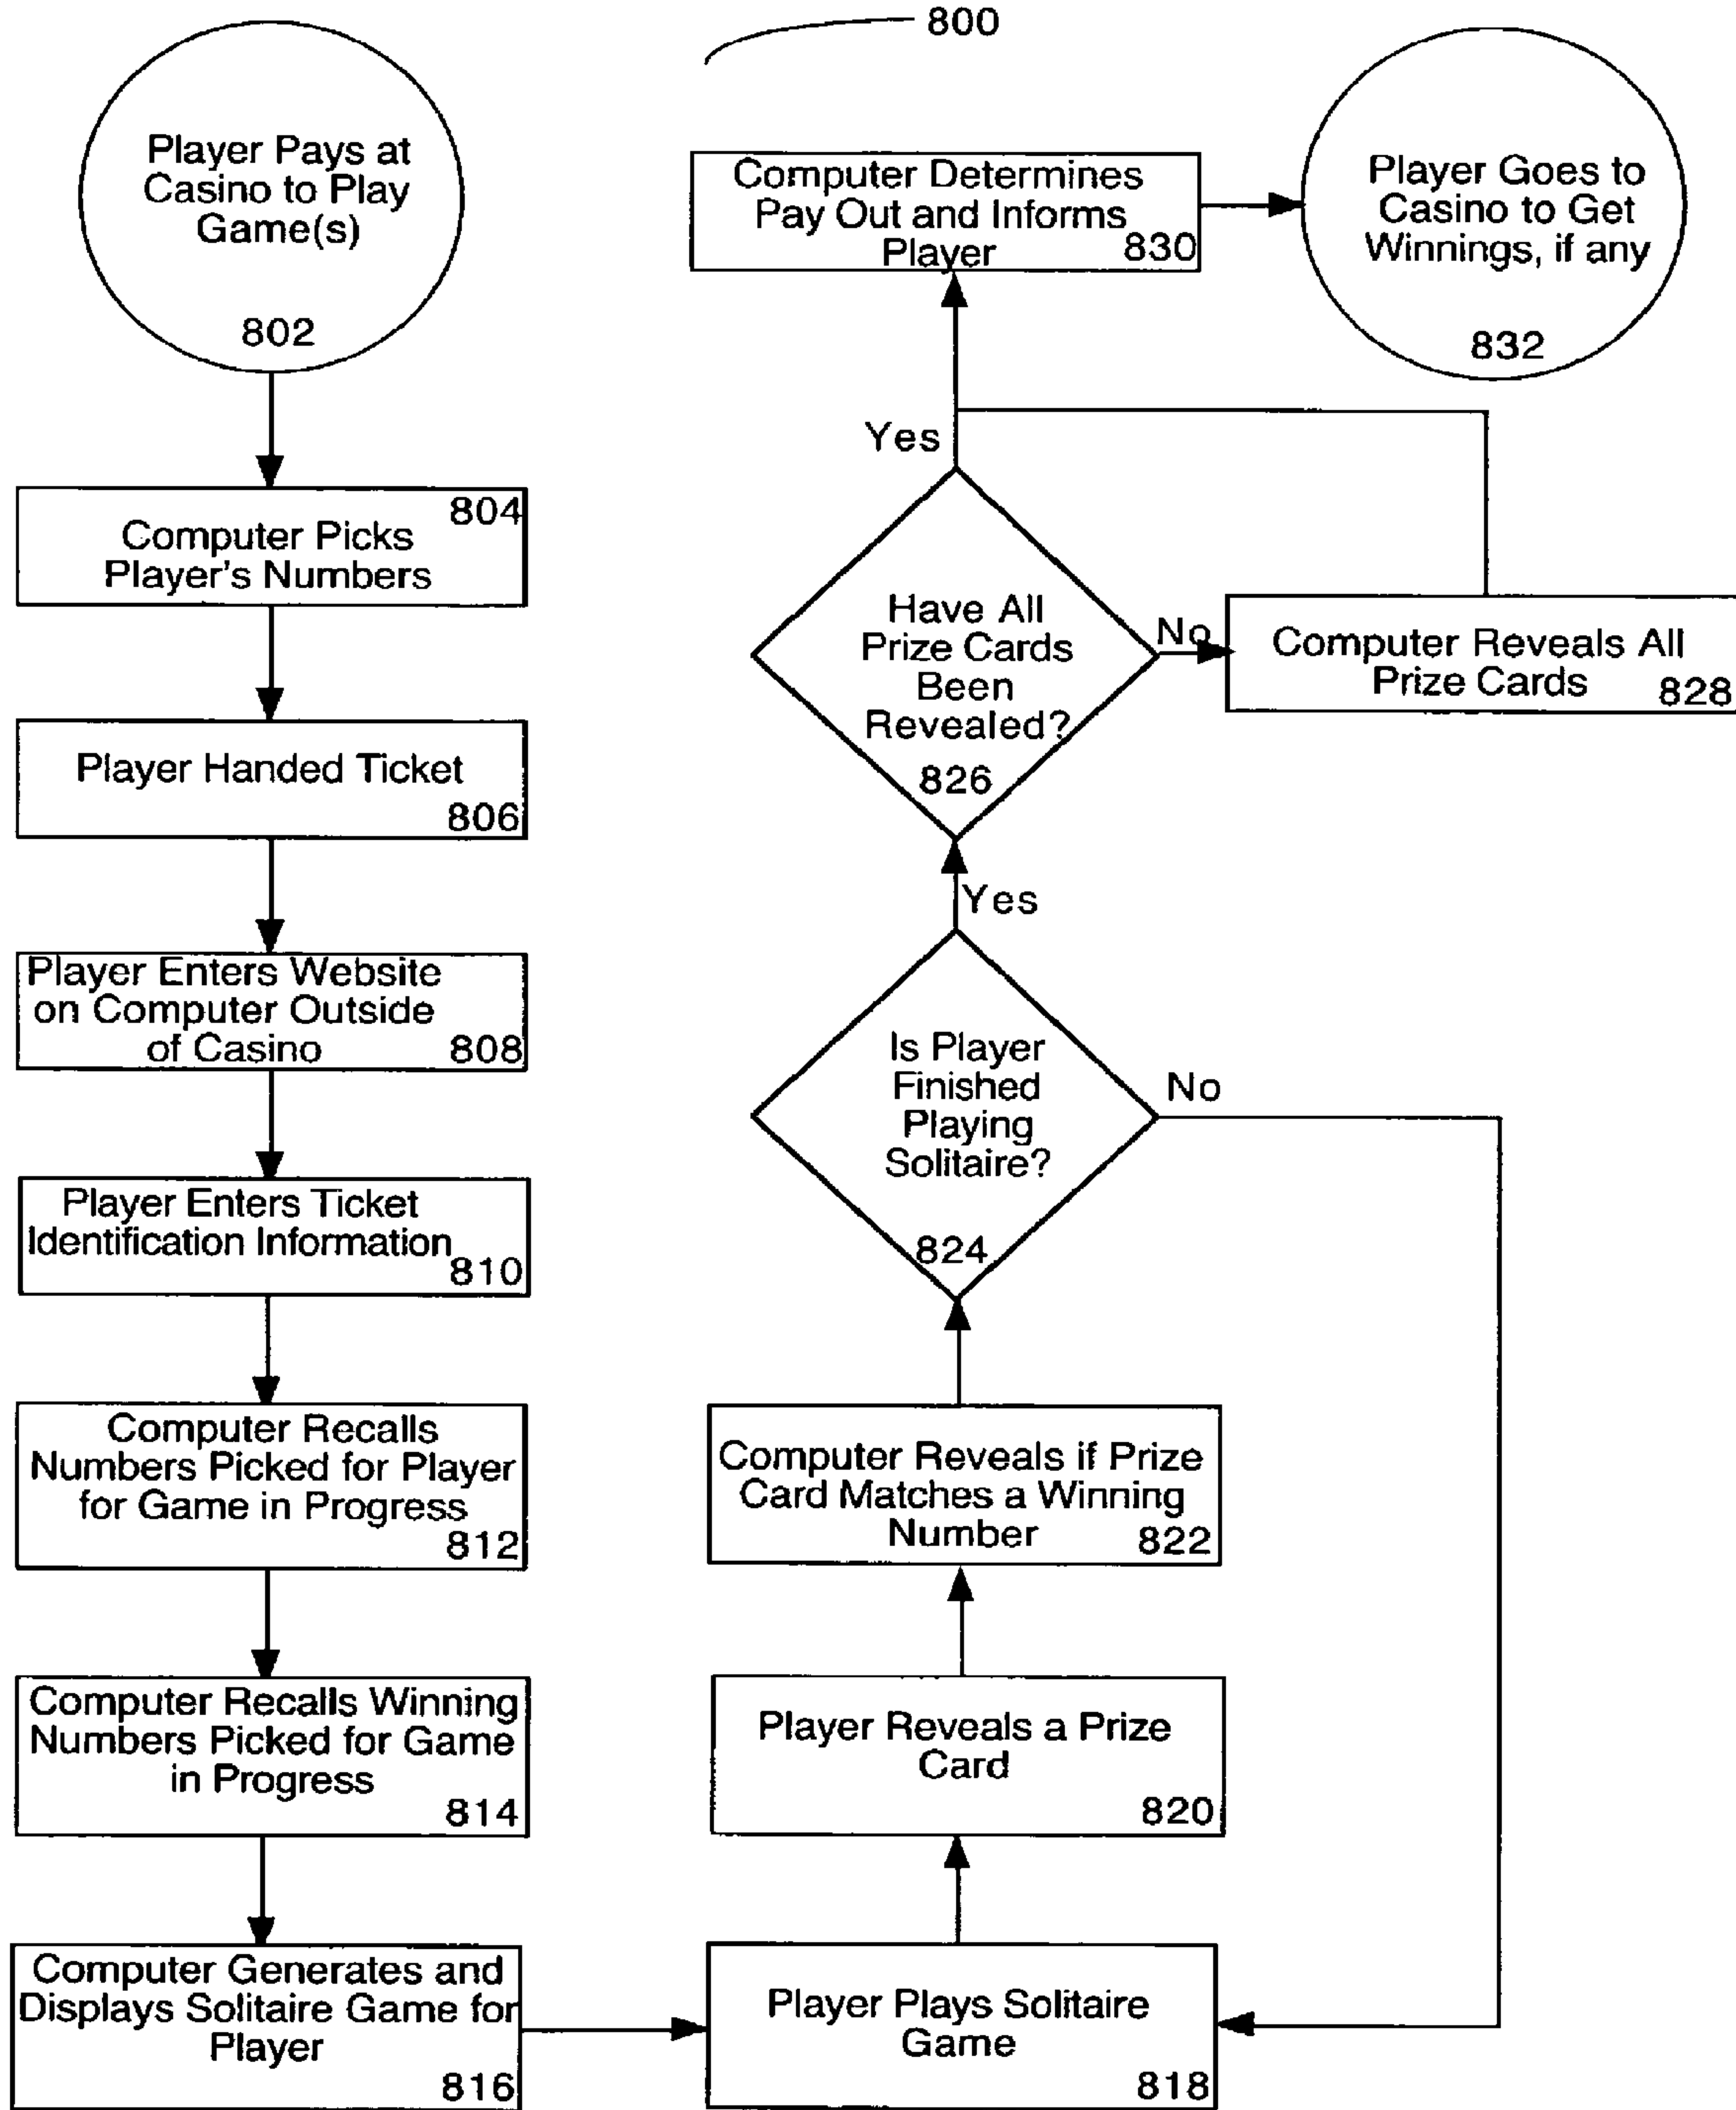 800
Player Pays at
Casino to Play
Game(s)
802
804
Computer Picks
Player's Numbers
Player Handed Ticket
806
Player Enters Website
on Computer Outside
of Casino
808
Player Enters Ticket
Identification Information
810
Computer Recalls
Numbers Picked for Player
for Game in Progress
812
Computer Recalls Winning
Numbers Picked for Game
in Progress
814
Computer Generates and
Displays Solitaire Game for
Player
816
Player Plays Solitaire
Game
818
Player Reveals a Prize
Card
820
Computer Reveals if Prize
Card Matches a Winning
Number
822
Is Player
Finished
Playing
Solitaire?
824
No
Yes
Have All
Prize Cards
Been
Revealed?
826
No
Computer Reveals All
Prize Cards
828
Yes
Computer Determines
Pay Out and Informs
Player
830
Player Goes to
Casino to Get
Winnings, if any
832